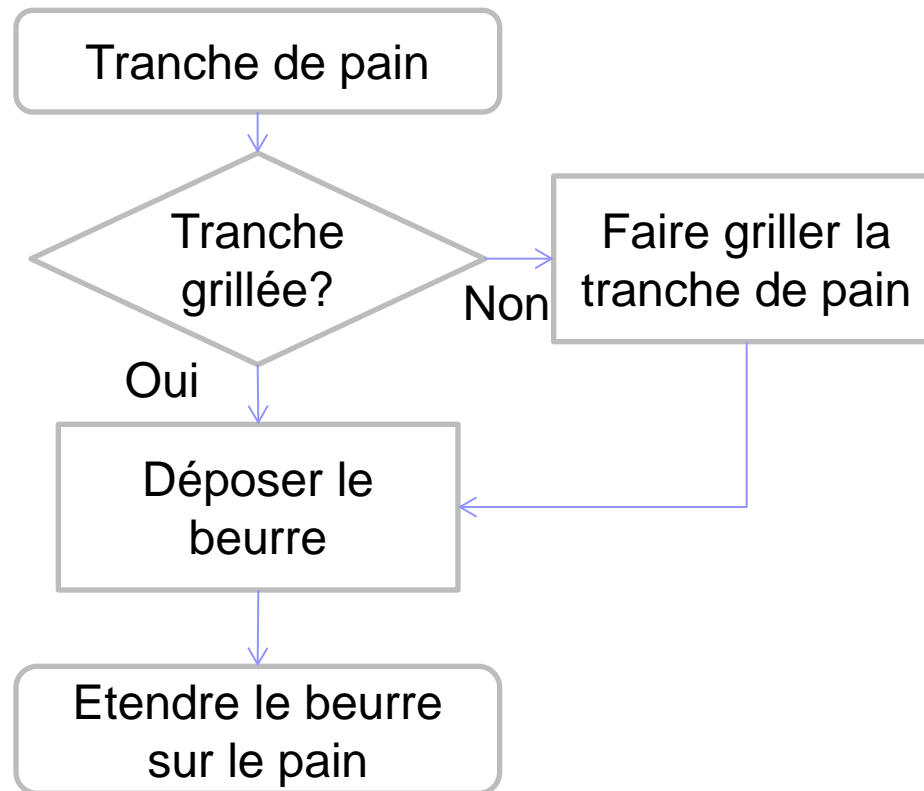 Tranche de pain
Tranche
grillée?
Non
Faire griller la
tranche de pain
Oui
Déposer le
beurre
Etendre le beurre
sur le pain